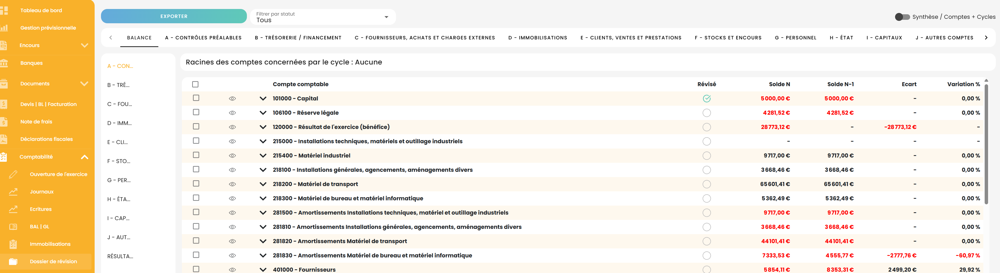 Tableau de bord
Gestion prévisionnelle
Encours
Banques
Documents
Devis | BL | Facturation
Note de frais
Déclarations fiscales
Comptabilité
Ouverture de l'exercice
Journaux
Ecritures
BAL | GL
Immobilisations
Dossier de révision
EXPORTER
Filtrer par statut
Tous
Synthèse / Comptes + Cycles
BALANCE A - CONTRÔLES PRÉALABLES B - TRÉSORERIE / FINANCEMENT C - FOURNISSEURS, ACHATS ET CHARGES EXTERNES D - IMMOBILISATIONS E - CLIENTS, VENTES ET PRESTATIONS F - STOCKS ET ENCOURS G - PERSONNEL H - ÉTAT I - CAPITAUX J - AUTRES COMPTES
A - CON...
B - TRÉ...
C - FOU...
D - IMM...
E - CLI...
F - STO...
G - PER...
H - ÉTA...
I - CAP...
J - AUT...
RÉSULTA...
Racines des comptes concernées par le cycle : Aucune
Compte comptable Révisé Solde N Solde N-1 Ecart Variation %
101000 - Capital 5 000,00 € 5 000,00 € - 0,00 %
106100 - Réserve légale 4 281,52 € 4 281,52 € - 0,00 %
120000 - Résultat de l'exercice (bénéfice) 28 773,12 € - -28 773,12 € -
215000 - Installations techniques, matériels et outillage industriels - - - -
215400 - Matériel industriel 9 717,00 € 9 717,00 € - 0,00 %
218100 - Installations générales, agencements, aménagements divers 3 668,46 € 3 668,46 € - 0,00 %
218200 - Matériel de transport 65 601,41 € 65 601,41 € - 0,00 %
218300 - Matériel de bureau et matériel informatique 5 362,49 € 5 362,49 € - 0,00 %
281500 - Amortissements Installations techniques, matériel et outillage industriels 9 717,00 € 9 717,00 € - 0,00 %
281810 - Amortissements Installations générales, agencements, aménagements divers 3 668,46 € 3 668,46 € - 0,00 %
281820 - Amortissements Matériel de transport 44 101,41 € 44 101,41 € - 0,00 %
281830 - Amortissements Matériel de bureau et matériel informatique 7 333,53 € 4 555,77 € -2 777,76 € -60,97 %
401000 - Fournisseurs 5 854,11 € 8 353,31 € 2 499,20 € 29,92 %